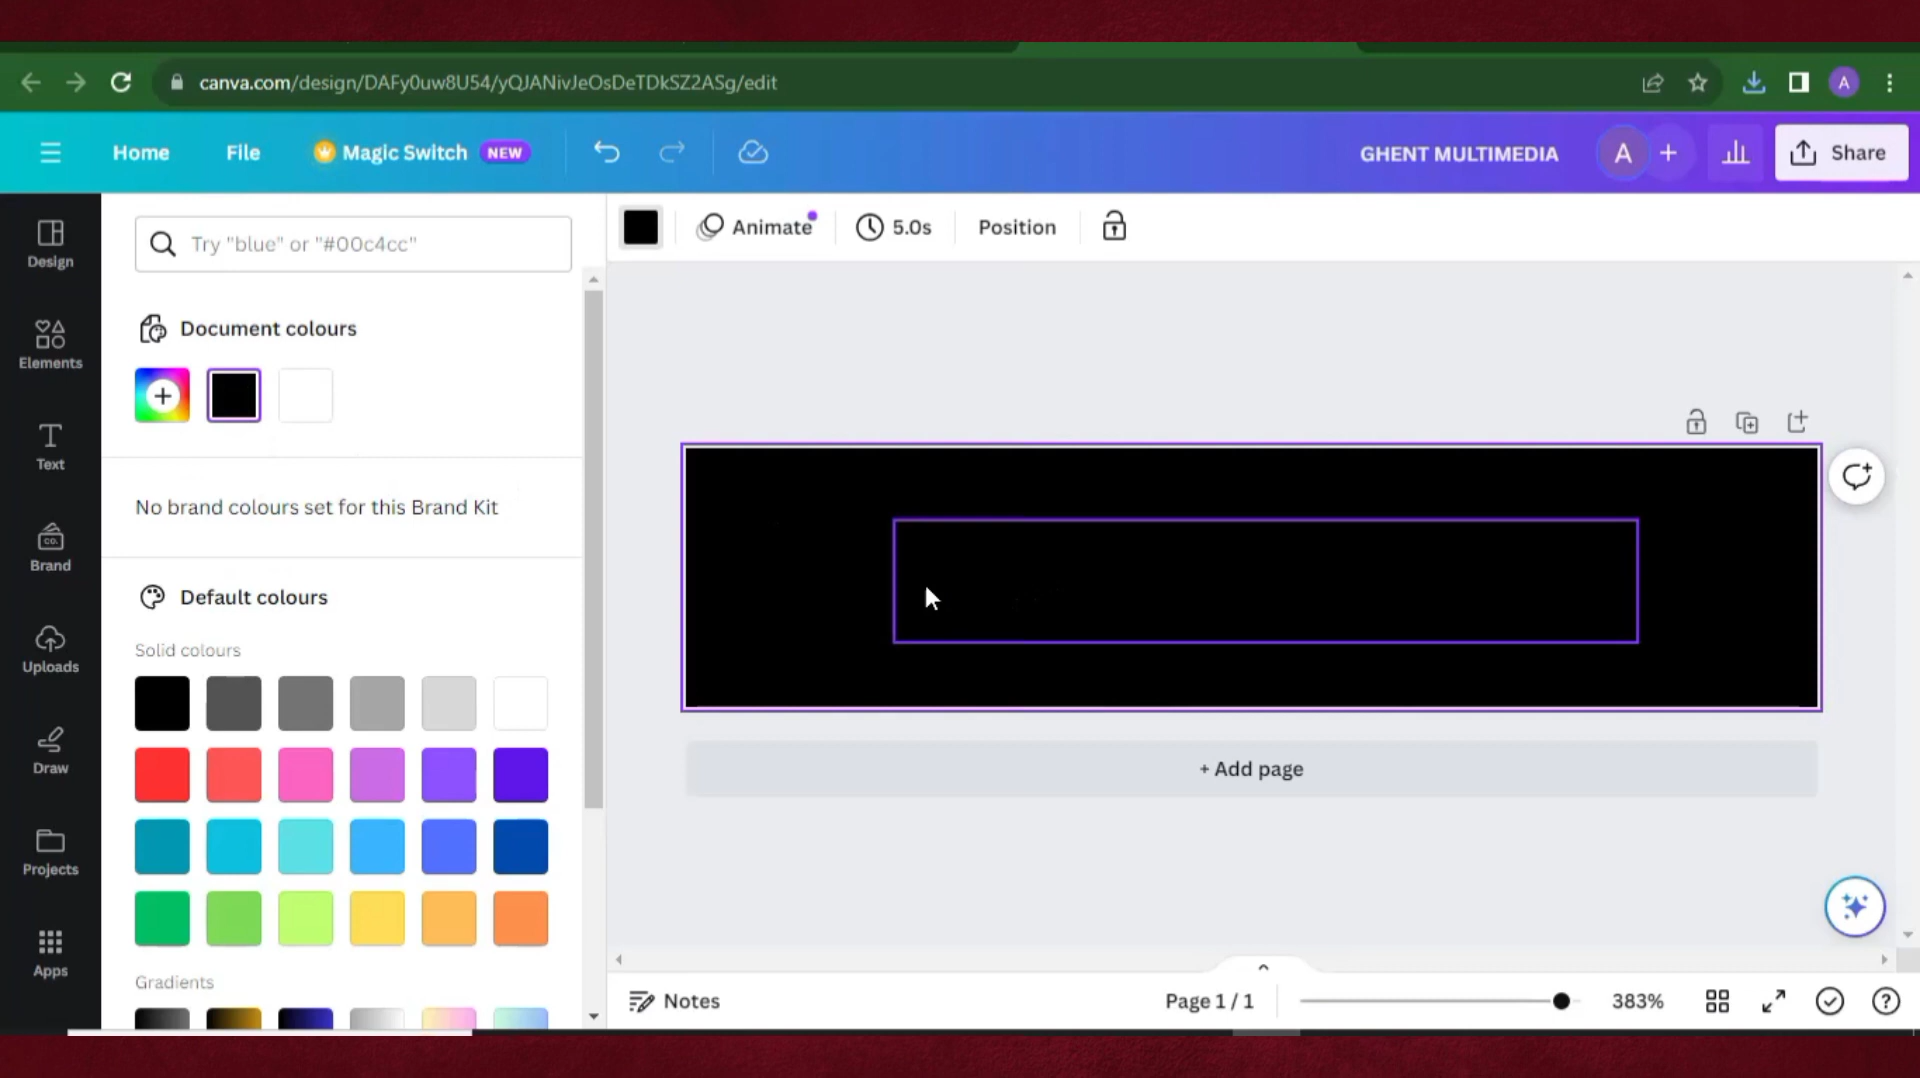 canva.com/design/DAFy0uw8U54/yQJANivJeOsDeTDkSZ2ASg/edit
A
Home
File
Magic Switch
NEW
GHENT MULTIMEDIA
A
+
Share
Design
Elements
Text
CO.
Brand
Uploads
Draw
Projects
Apps
Try "blue" or "#00c4cc"
Document colours
No brand colours set for this Brand Kit
Default colours
Solid colours
Gradients
Animate
5.0s
Position
+ Add page
Notes
Page 1 / 1
383%
?